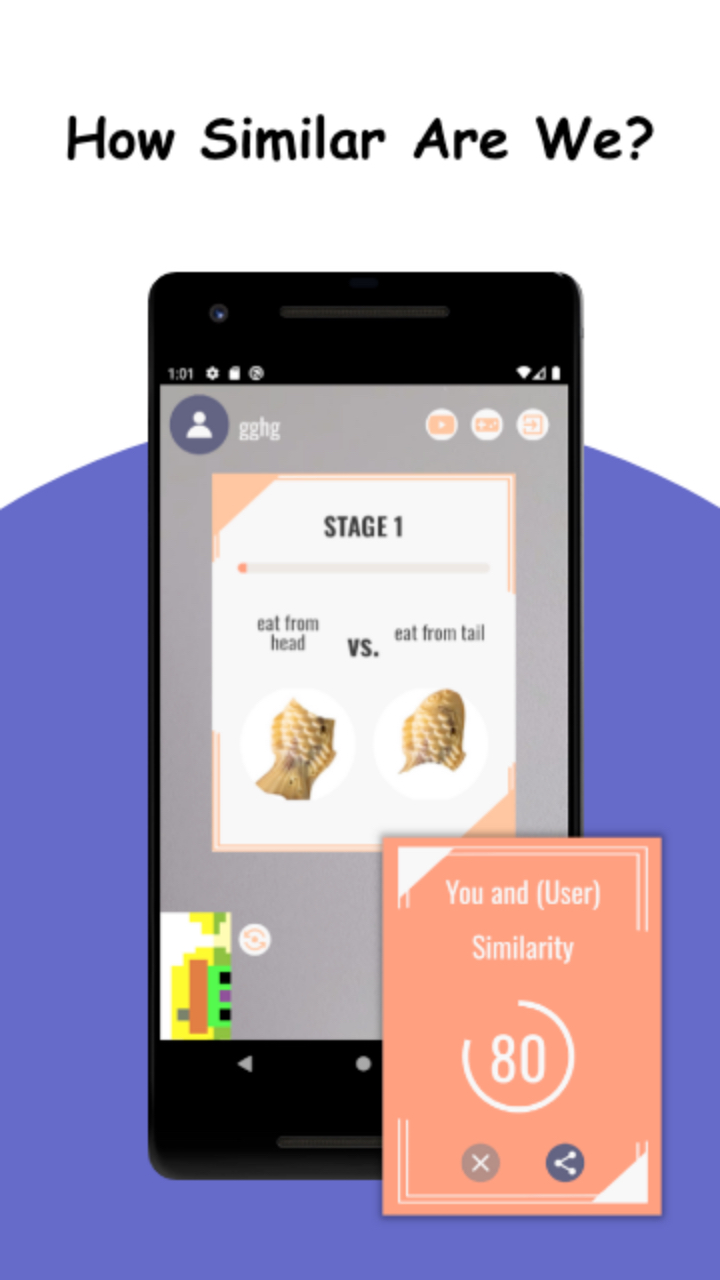 How Similar Are We?
1:01
gghg
STAGE 1
eat from
head
vs.
eat from tail
You and (User)
Similarity
80